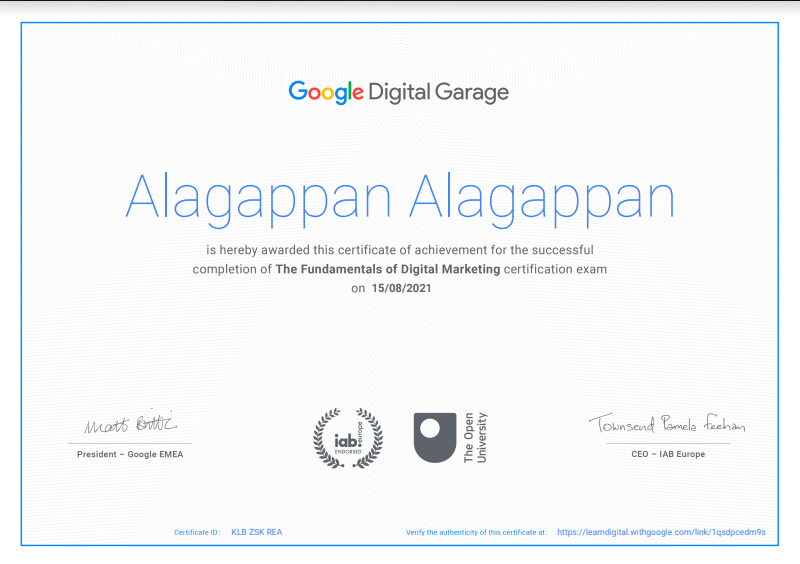 Google Digital Garage
Alagappan Alagappan
is hereby awarded this certificate of achievement for the successful
completion of The Fundamentals of Digital Marketing certification exam
on 15/08/2021
Matt Brittin
President – Google EMEA
iab europe
ENDORSED
The Open
University
Townsend Pamela Feehan
CEO – IAB Europe
Certificate ID: KLB ZSK REA
Verify the authenticity of this certificate at: https://learndigital.withgoogle.com/link/1qsdpcedm9s